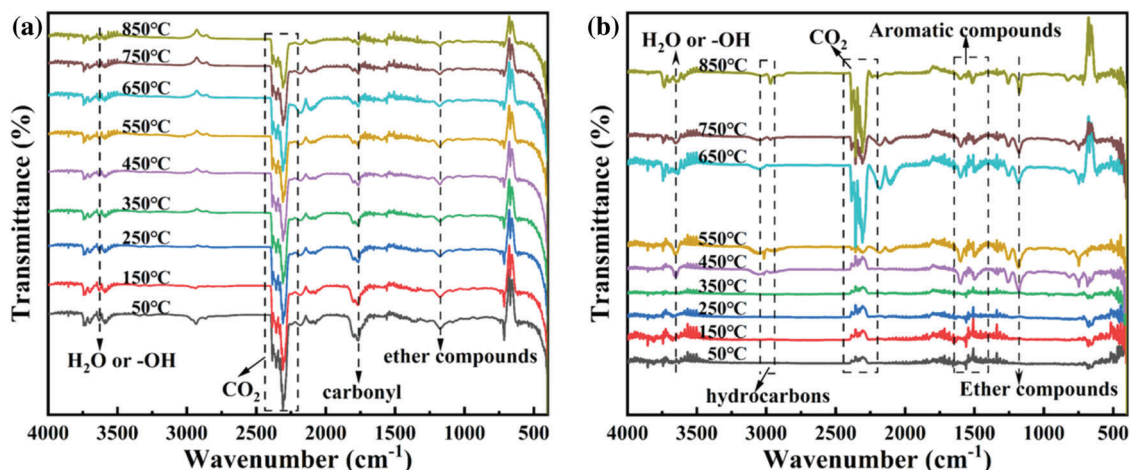 (a)
850°C
750°C
650°C
550°C
450°C
350°C
250°C
150°C
50°C
H2O or -OH
CO2
carbonyl
ether compounds
Transmittance (%)
4000 3500 3000 2500 2000 1500 1000 500
Wavenumber (cm-1)
(b)
H2O or -OH
CO2
Aromatic compounds
850°C
750°C
650°C
550°C
450°C
350°C
250°C
150°C
50°C
hydrocarbons
Ether compounds
Transmittance (%)
4000 3500 3000 2500 2000 1500 1000 500
Wavenumber (cm-1)